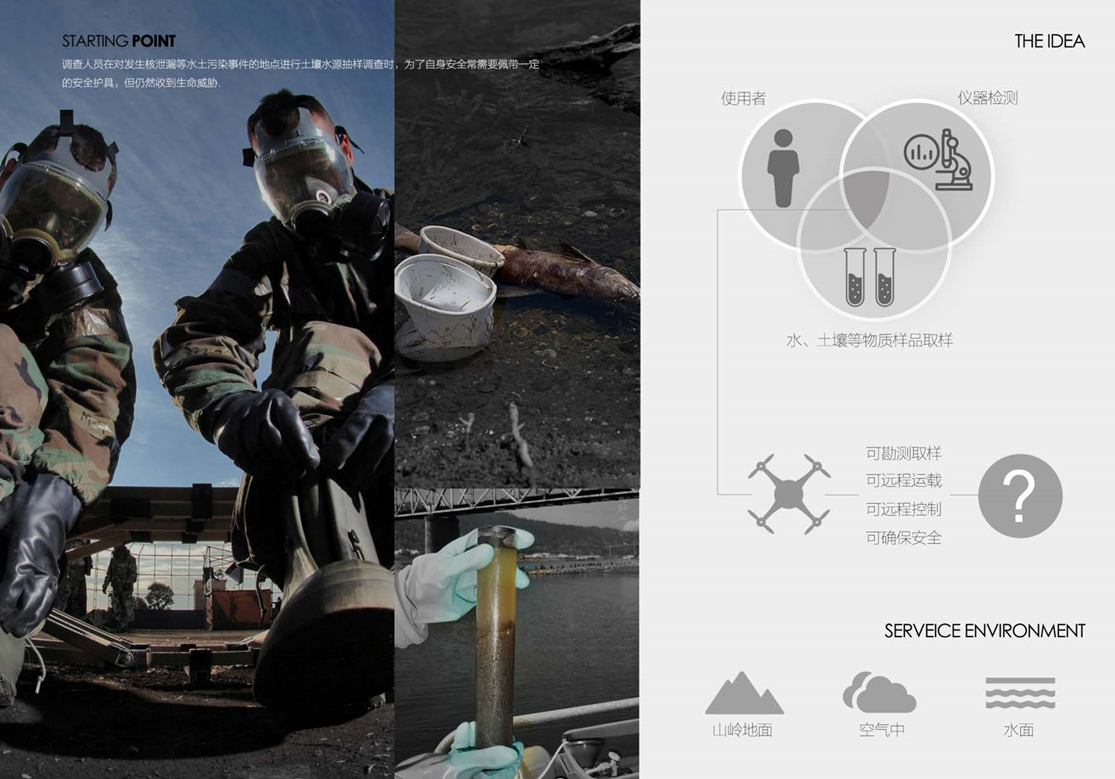 STARTING POINT
调查人员在对发生核泄漏等水土污染事件的地点进行土壤水源抽样调查时，为了自身安全常需要佩带一定
的安全护具，但仍然收到生命威胁.
THE IDEA
使用者
仪器检测
水、土壤等物质样品取样
可勘测取样
可远程运载
可远程控制
可确保安全
?
SERVEICE ENVIRONMENT
山岭地面
空气中
水面